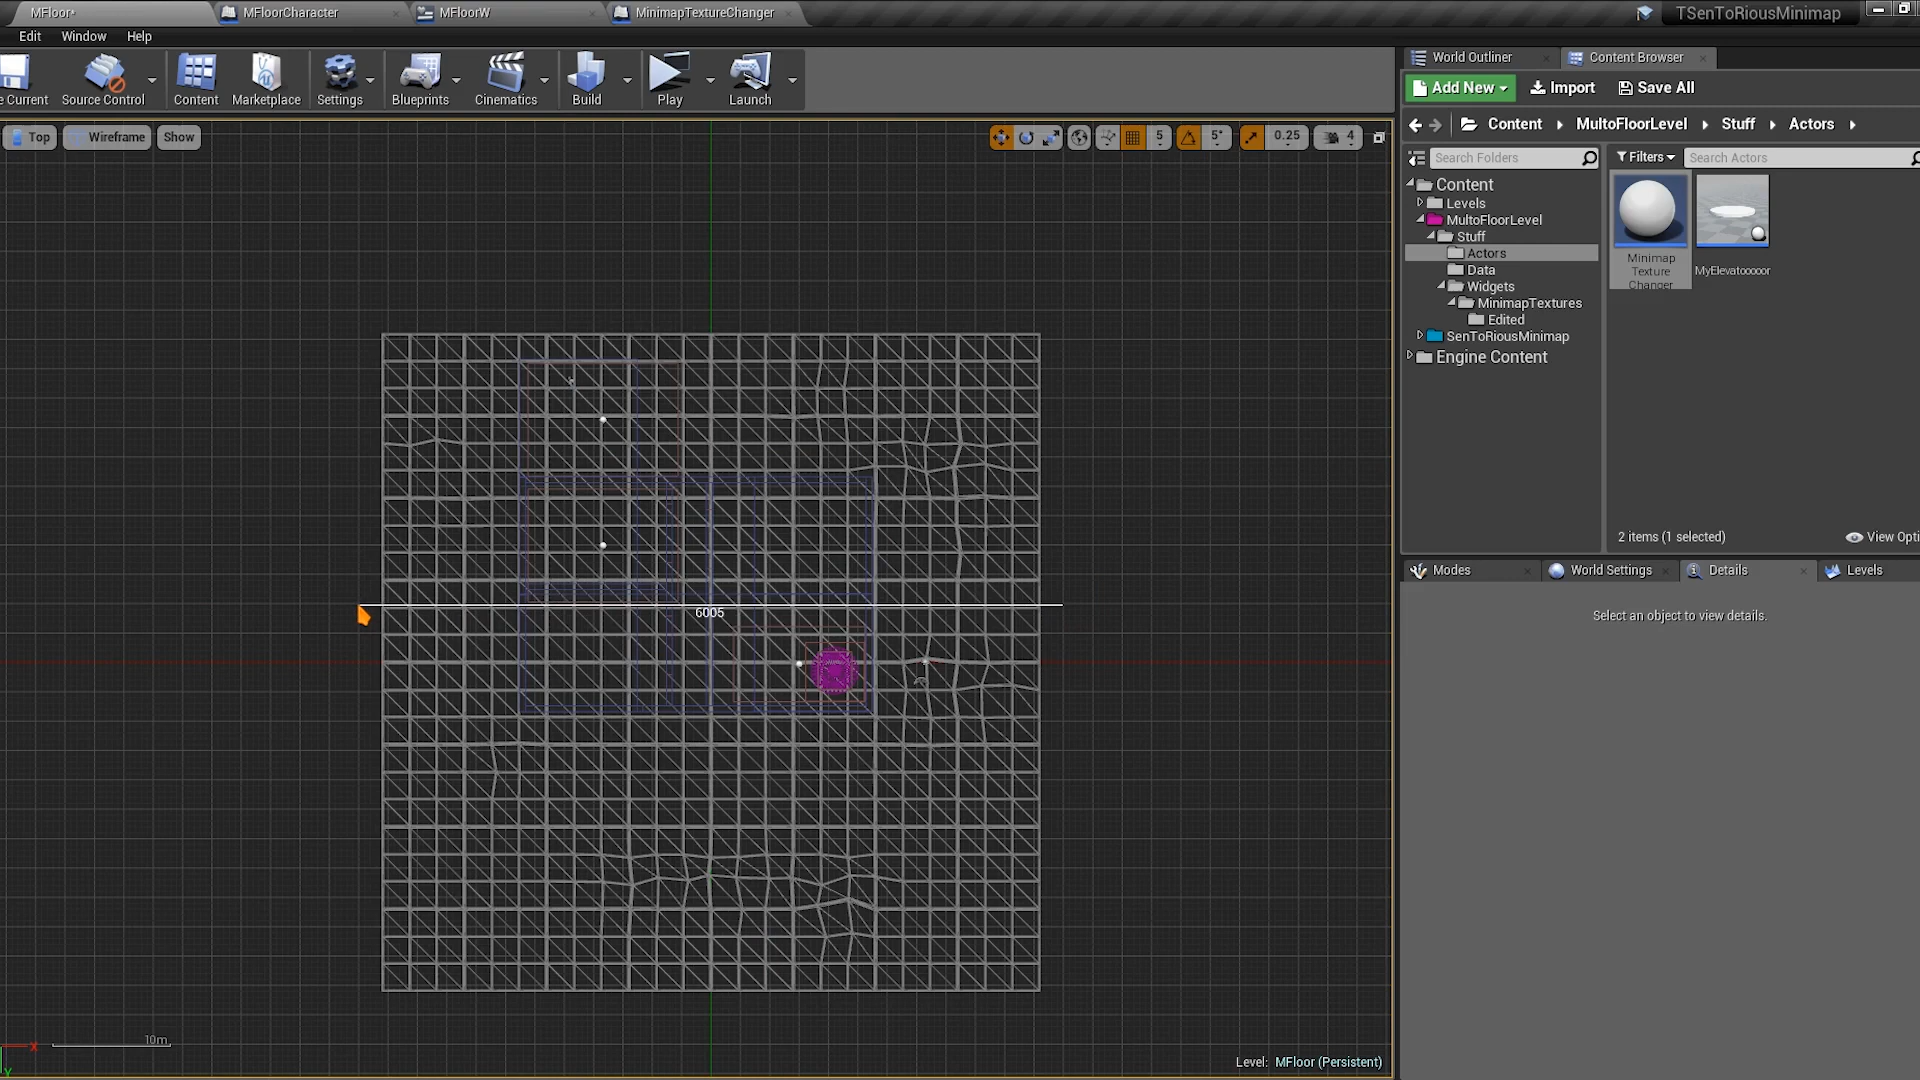 MFloor*
MFloorCharacter
MFloorW
MinimapTextureChanger
TSenToRiousMinimap
Edit
Window
Help
e Current
Source Control
Content
Marketplace
Settings
Blueprints
Cinematics
Build
Play
Launch
Top
Wireframe
Show
5
5°
0.25
4
6005
10m
X
Y
Level: MFloor (Persistent)
World Outliner
Content Browser
Add New
Import
Save All
Content
MultoFloorLevel
Stuff
Actors
Search Folders
Filters
Search Actors
Content
Levels
MultoFloorLevel
Stuff
Actors
Data
Widgets
MinimapTextures
Edited
SenToRiousMinimap
Engine Content
Minimap
Texture
Changer
MyElevatooooor
2 items (1 selected)
View Opti
Modes
World Settings
Details
Levels
Select an object to view details.